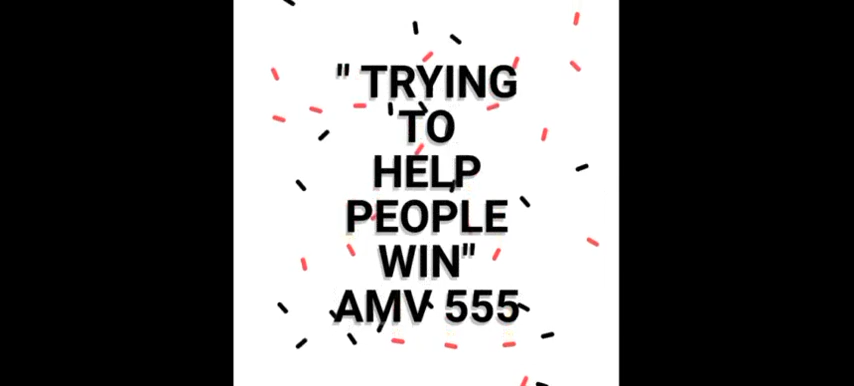 " TRYING
TO
HELP
PEOPLE
WIN"
AMV 555